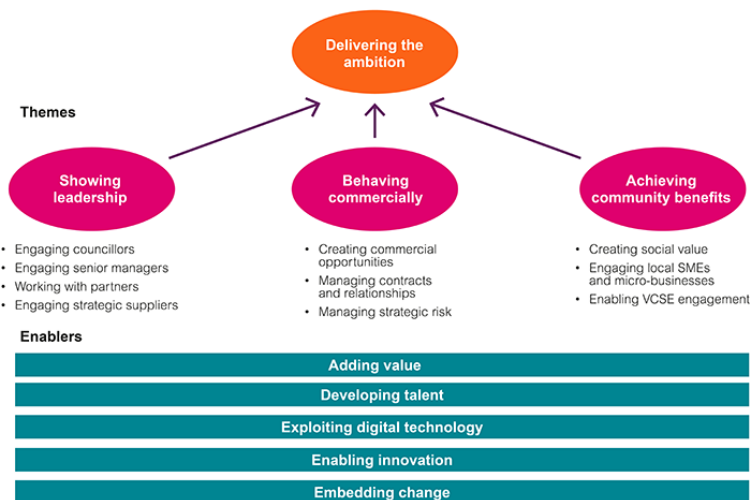 Delivering the
ambition
Themes
Showing
leadership
• Engaging councillors
• Engaging senior managers
• Working with partners
• Engaging strategic suppliers
Behaving
commercially
• Creating commercial
opportunities
• Managing contracts
and relationships
• Managing strategic risk
Achieving
community benefits
• Creating social value
• Engaging local SMEs
and micro-businesses
• Enabling VCSE engagement
Enablers
Adding value
Developing talent
Exploiting digital technology
Enabling innovation
Embedding change